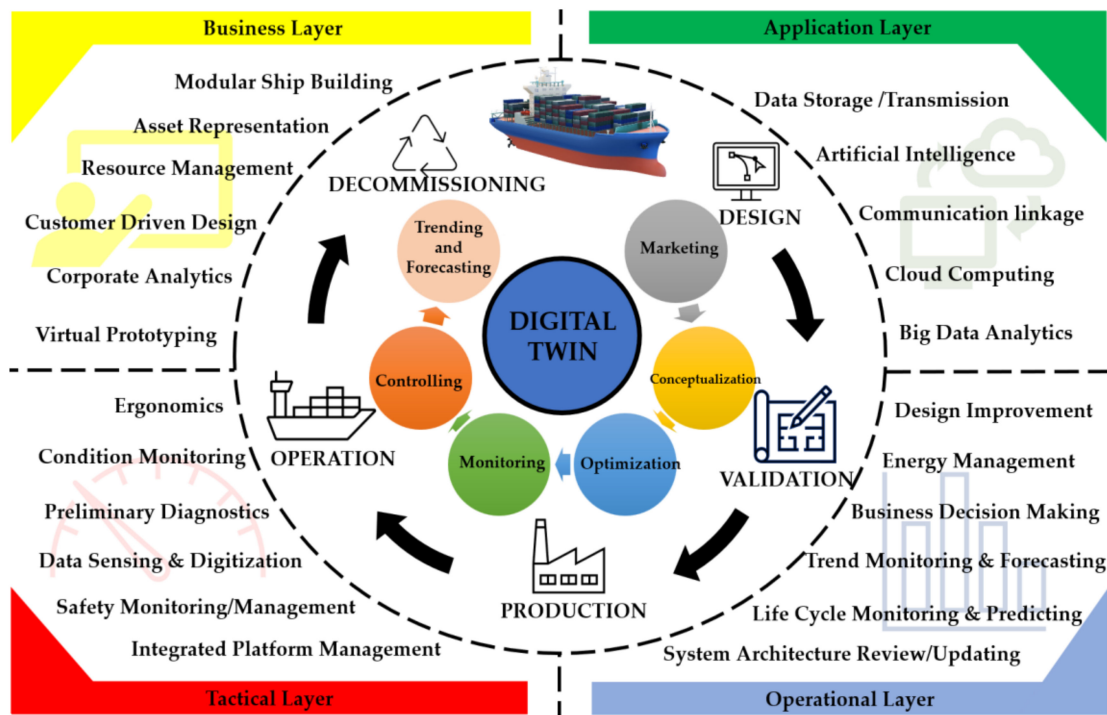 Business Layer
Application Layer
Modular Ship Building
Asset Representation
Resource Management
Customer Driven Design
Corporate Analytics
Virtual Prototyping
Data Storage /Transmission
Artificial Intelligence
Communication linkage
Cloud Computing
Big Data Analytics
DECOMMISSIONING
DESIGN
Trending
and
Forecasting
Marketing
DIGITAL
TWIN
Controlling
Conceptualization
Monitoring
Optimization
OPERATION
VALIDATION
PRODUCTION
Ergonomics
Condition Monitoring
Preliminary Diagnostics
Data Sensing & Digitization
Safety Monitoring/Management
Integrated Platform Management
Design Improvement
Energy Management
Business Decision Making
Trend Monitoring & Forecasting
Life Cycle Monitoring & Predicting
System Architecture Review/Updating
Tactical Layer
Operational Layer